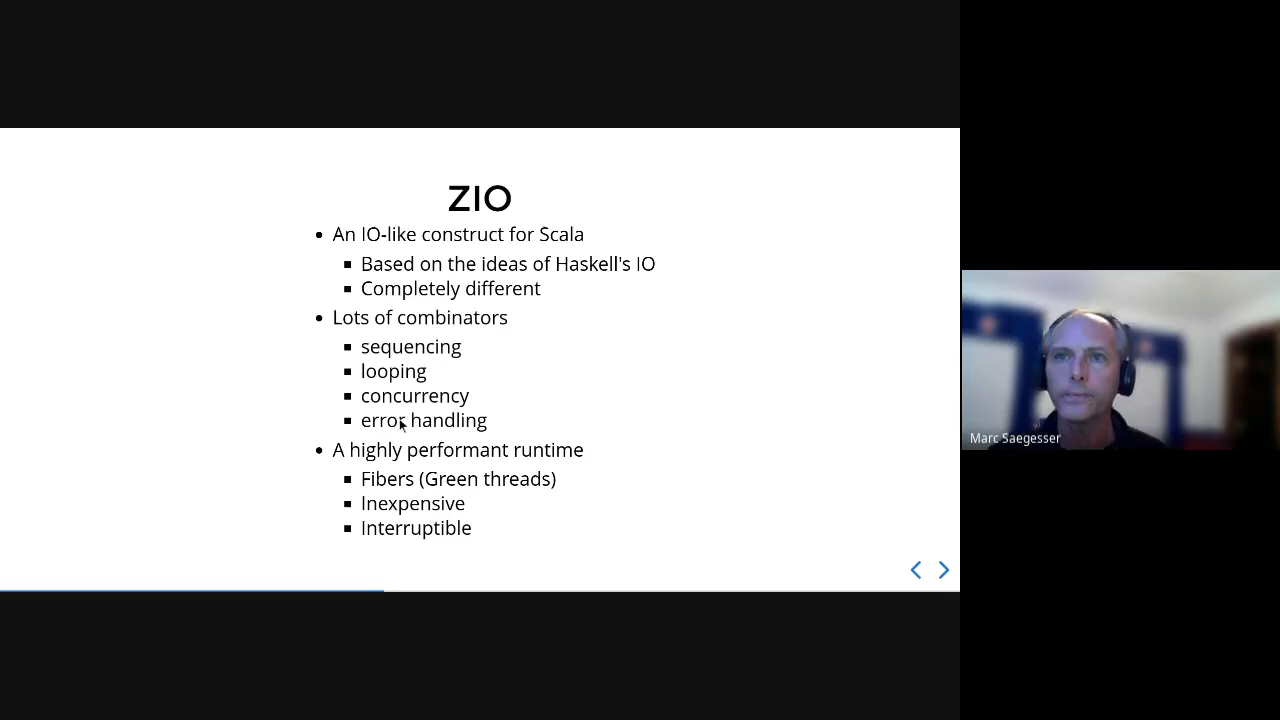 ZIO
An IO-like construct for Scala
Based on the ideas of Haskell's IO
Completely different
Lots of combinators
sequencing
looping
concurrency
error handling
A highly performant runtime
Fibers (Green threads)
Inexpensive
Interruptible
Marc Saegesser